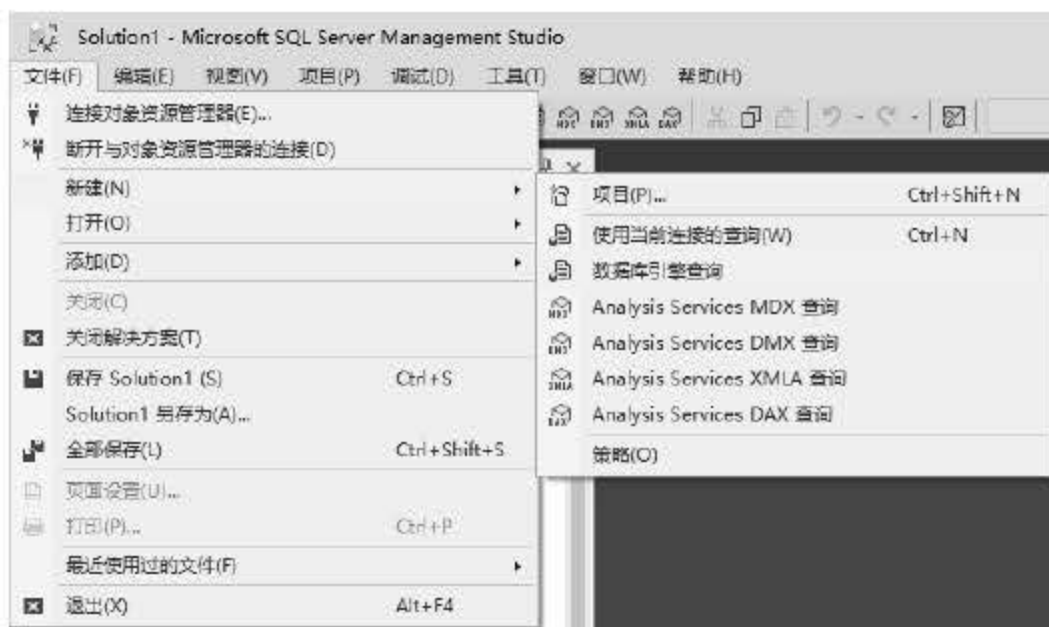 Solution1 - Microsoft SQL Server Management Studio
文件(F) 编辑(E) 视图(V) 项目(P) 调试(D) 工具(T) 窗口(W) 帮助(H)
连接对象资源管理器(E)...
断开与对象资源管理器的连接(D)
新建(N)
打开(O)
添加(D)
关闭(C)
关闭解决方案(T)
保存 Solution1 (S) Ctrl+S
Solution1 另存为(A)...
全部保存(L) Ctrl+Shift+S
页面设置(U)...
打印(P)... Ctrl+P
最近使用过的文件(F)
退出(X) Alt+F4
项目(P)... Ctrl+Shift+N
使用当前连接的查询(W) Ctrl+N
数据库引擎查询
Analysis Services MDX 查询
Analysis Services DMX 查询
Analysis Services XMLA 查询
Analysis Services DAX 查询
策略(O)